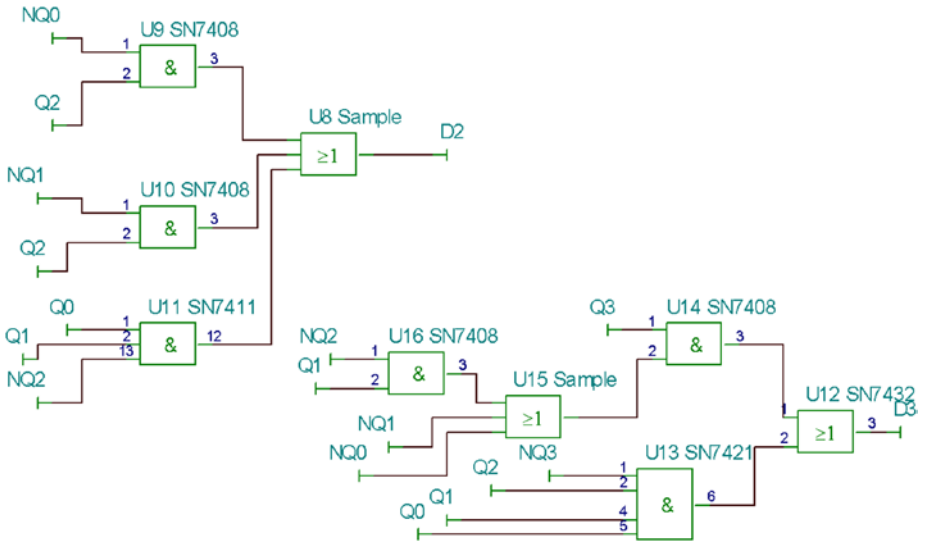 NQ0
U9 SN7408
1
2
3
&
Q2
U8 Sample
≥1
D2
NQ1
U10 SN7408
1
2
3
&
Q2
Q0
U11 SN7411
Q1
1
2
13
12
&
NQ2
NQ2
U16 SN7408
Q1
1
2
3
&
U15 Sample
≥1
NQ1
NQ0
Q3
U14 SN7408
1
2
3
&
U12 SN7432
D3
1
2
3
≥1
NQ3
U13 SN7421
Q2
1
2
Q1
4
Q0
5
6
&